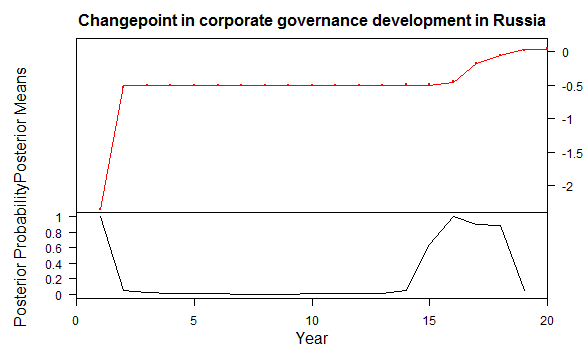 Changepoint in corporate governance development in Russia
Posterior Means
0
-0.5
-1
-1.5
-2
Posterior Probability
1
0.8
0.6
0.4
0.2
0
0 5 10 15 20
Year